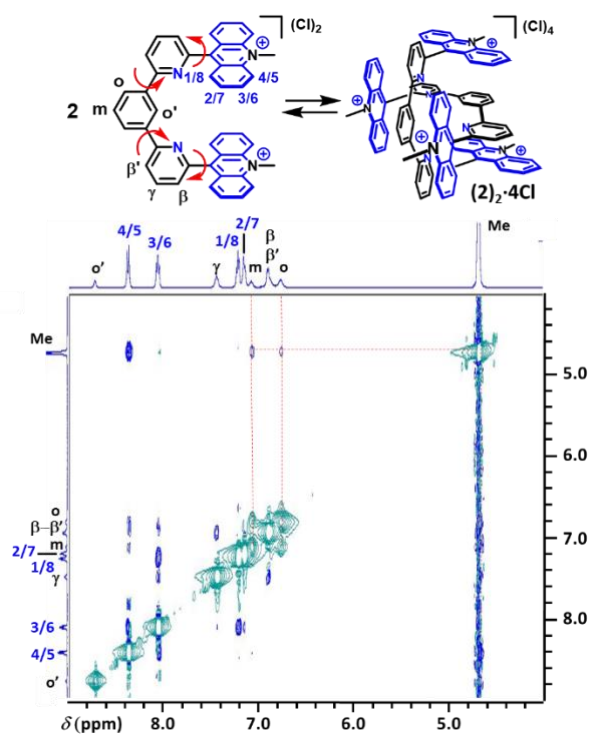 (Cl)₂
(Cl)₄
N 1/8 N ⊕
4/5
2/7 3/6
o
2 m o'
N
β'
γ β
N ⊕
N ⊕
N
⊕ N
N ⊕
N ⊕
(2)₂·4Cl
Me
2/7
4/5
3/6 1/8 β
o' γ m β' o
Me
5.0
6.0
o
β–β'
m
2/7
1/8
γ
3/6
4/5
o'
7.0
8.0
δ (ppm) 8.0 7.0 6.0 5.0